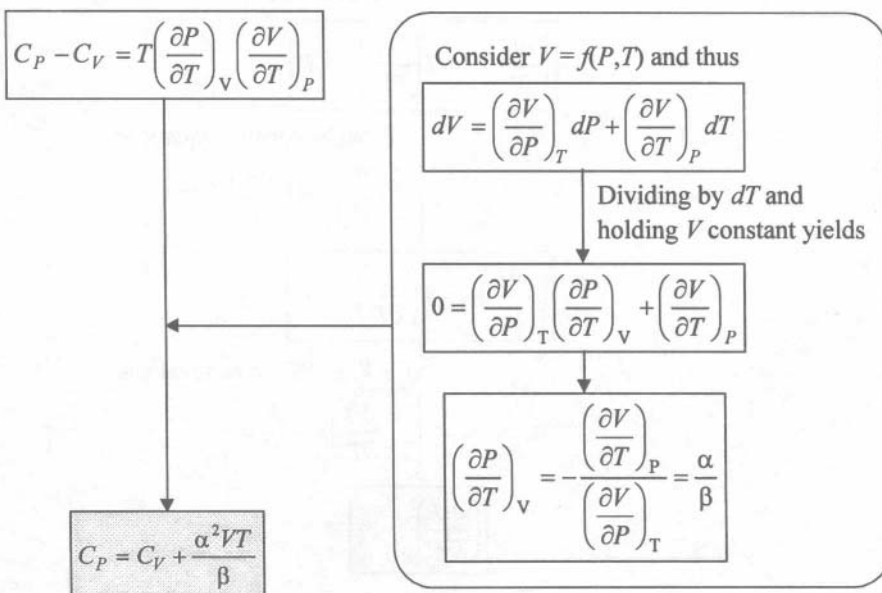 C_P − C_V = T(∂P/∂T)_V (∂V/∂T)_P
Consider V = f(P,T) and thus
dV = (∂V/∂P)_T dP + (∂V/∂T)_P dT
Dividing by dT and
holding V constant yields
0 = (∂V/∂P)_T (∂P/∂T)_V + (∂V/∂T)_P
(∂P/∂T)_V = − (∂V/∂T)_P / (∂V/∂P)_T = α/β
C_P = C_V + α²VT/β